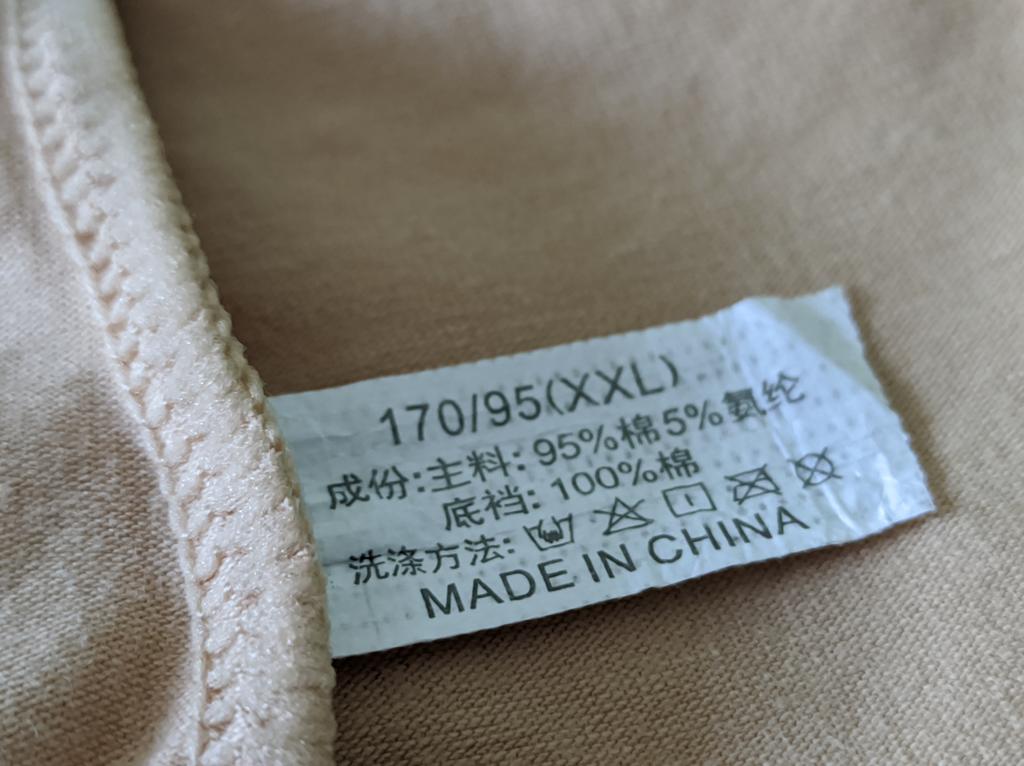 170/95(XXL)
成份:主料: 95%棉5%氨纶
底裆: 100%棉
洗涤方法:
MADE IN CHINA